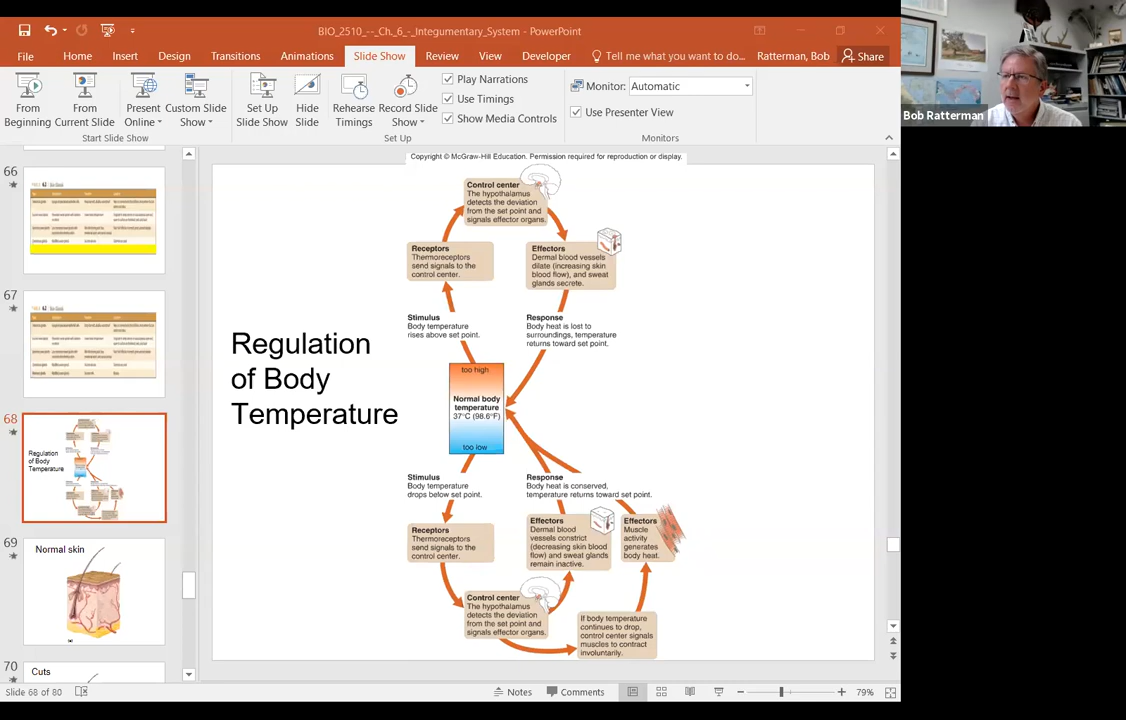 BIO_2510_--_Ch._6_-_Integumentary_System - PowerPoint
File Home Insert Design Transitions Animations Slide Show Review View Developer Tell me what you want to do... Ratterman, Bob Share
From Beginning
From Current Slide
Present Online
Custom Slide Show
Start Slide Show
Set Up Slide Show
Hide Slide
Rehearse Timings
Record Slide Show
Play Narrations
Use Timings
Show Media Controls
Set Up
Monitor: Automatic
Use Presenter View
Monitors
Bob Ratterman
66
67
68
Regulation
of Body
Temperature
69
Normal skin
70
Cuts
Copyright © McGraw-Hill Education. Permission required for reproduction or display.
Control center
The hypothalamus
detects the deviation
from the set point and
signals effector organs.
Receptors
Thermoreceptors
send signals to the
control center.
Effectors
Dermal blood vessels
dilate (increasing skin
blood flow), and sweat
glands secrete.
Stimulus
Body temperature
rises above set point.
Response
Body heat is lost to
surroundings, temperature
returns toward set point.
Regulation
of Body
Temperature
too high
Normal body
temperature
37°C (98.6°F)
too low
Stimulus
Body temperature
drops below set point.
Response
Body heat is conserved,
temperature returns toward set point.
Receptors
Thermoreceptors
send signals to the
control center.
Effectors
Dermal blood
vessels constrict
(decreasing skin blood
flow) and sweat glands
remain inactive.
Effectors
Muscle
activity
generates
body heat.
Control center
The hypothalamus
detects the deviation
from the set point and
signals effector organs.
If body temperature
continues to drop,
control center signals
muscles to contract
involuntarily.
Slide 68 of 80
Notes
Comments
79%